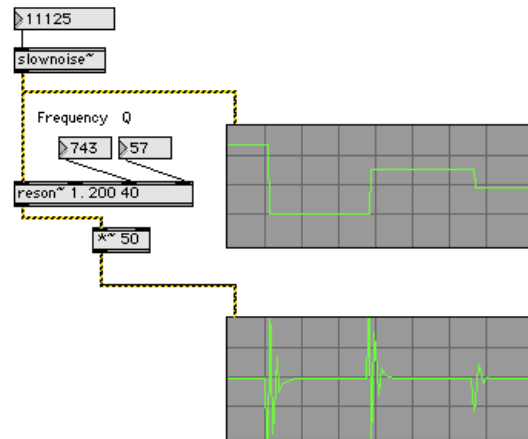 11125
slownoise~
Frequency Q
743 57
reson~ 1. 200 40
*~ 50